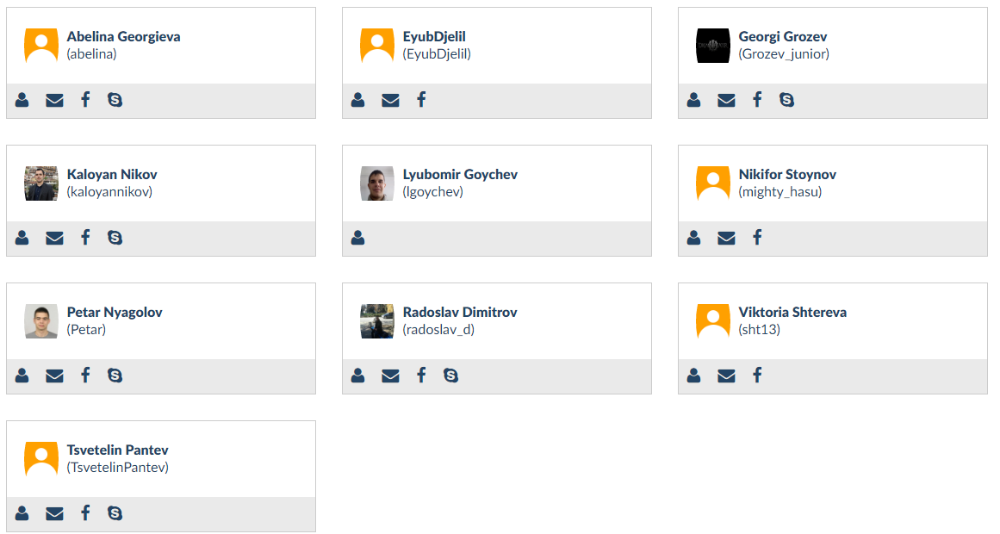 Abelina Georgieva
(abelina)
EyubDjelil
(EyubDjelil)
Georgi Grozev
(Grozev_junior)
Kaloyan Nikov
(kaloyannikov)
Lyubomir Goychev
(lgoychev)
Nikifor Stoynov
(mighty_hasu)
Petar Nyagolov
(Petar)
Radoslav Dimitrov
(radoslav_d)
Viktoria Shtereva
(sht13)
Tsvetelin Pantev
(TsvetelinPantev)